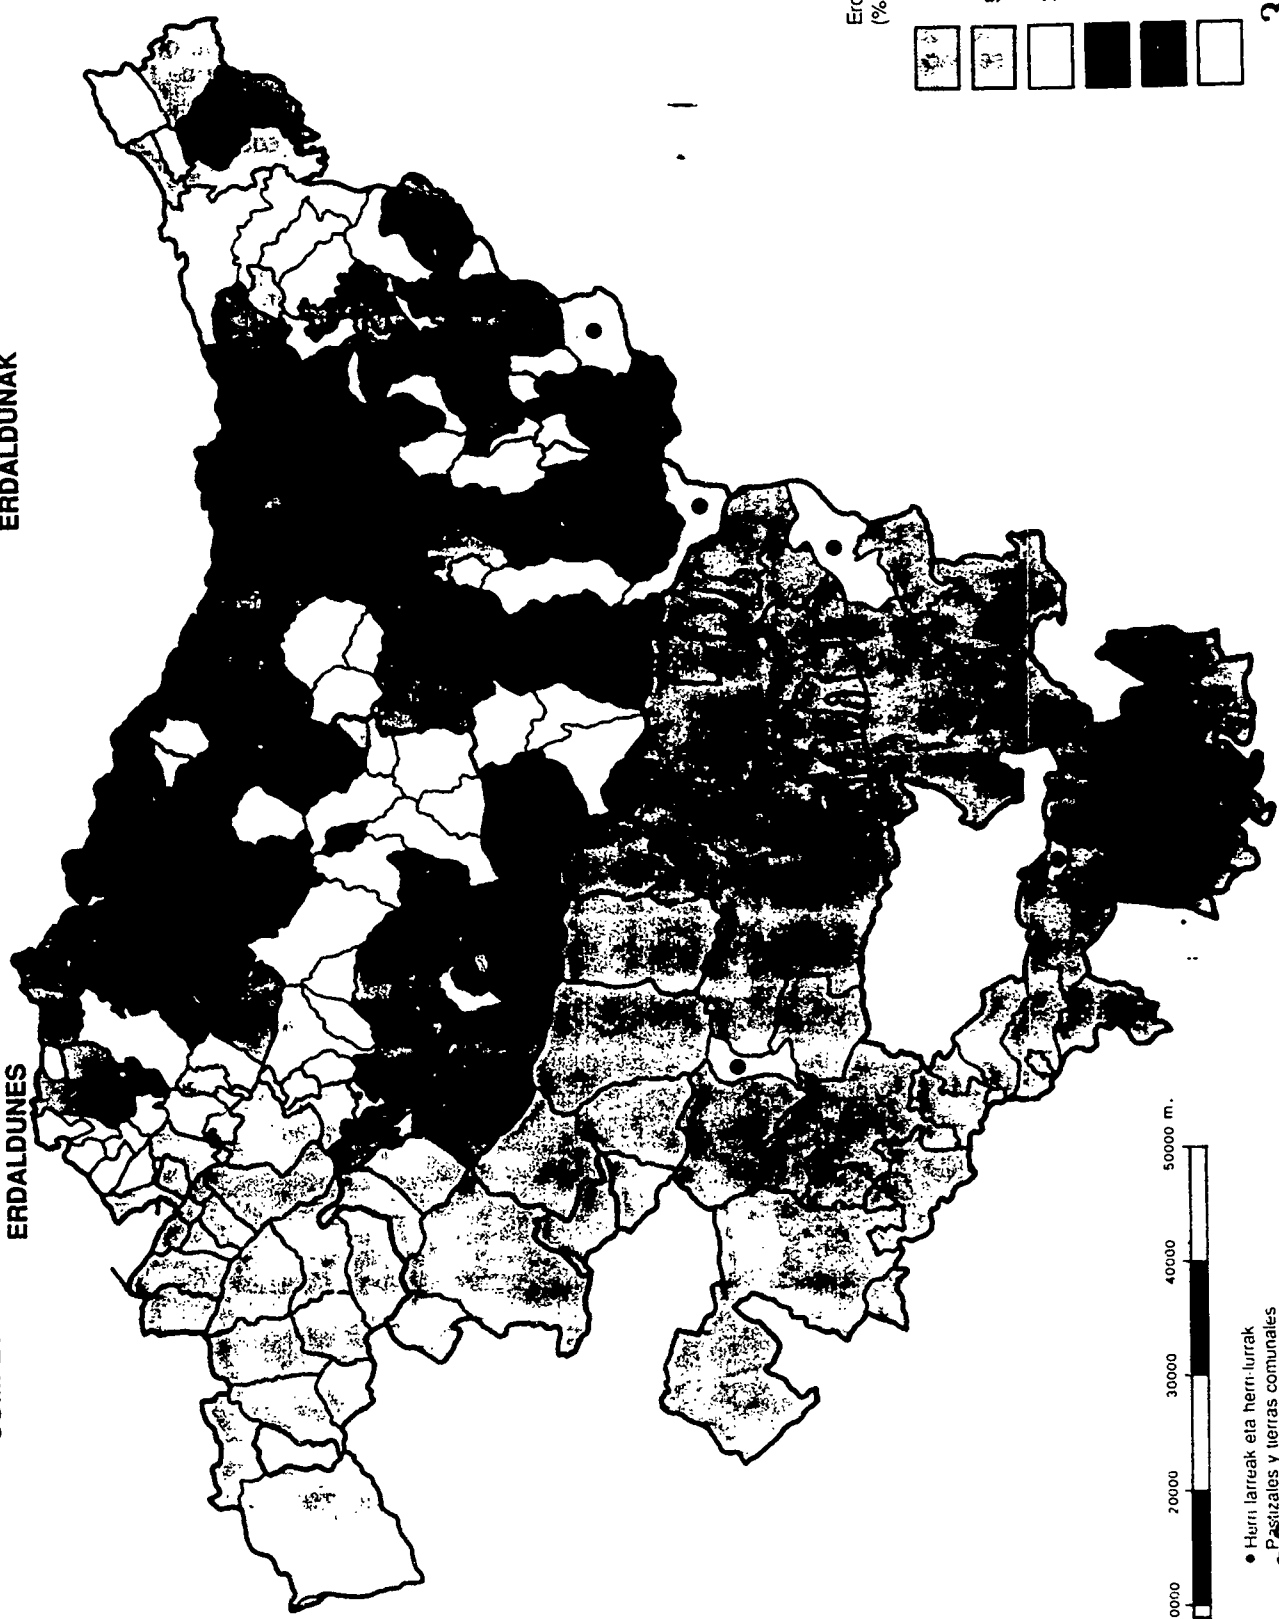 ERDALDUNAK
ERDALDUNES
(%
20000
30000
40000
50000 m.
• Herri larreak eta herri-lurrak
Pastizales y tierras comunales